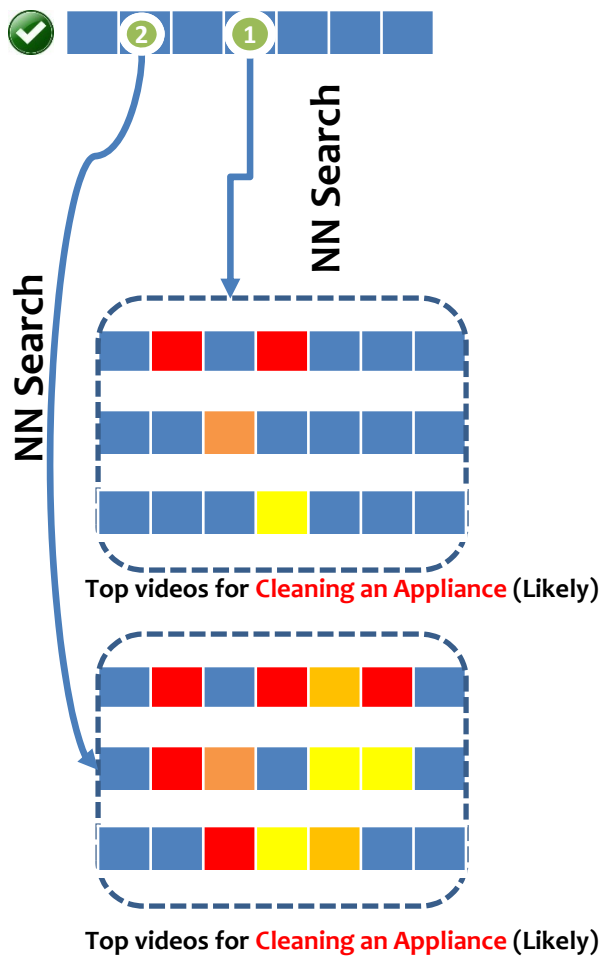 2
1
NN Search
NN Search
Top videos for Cleaning an Appliance (Likely)
Top videos for Cleaning an Appliance (Likely)